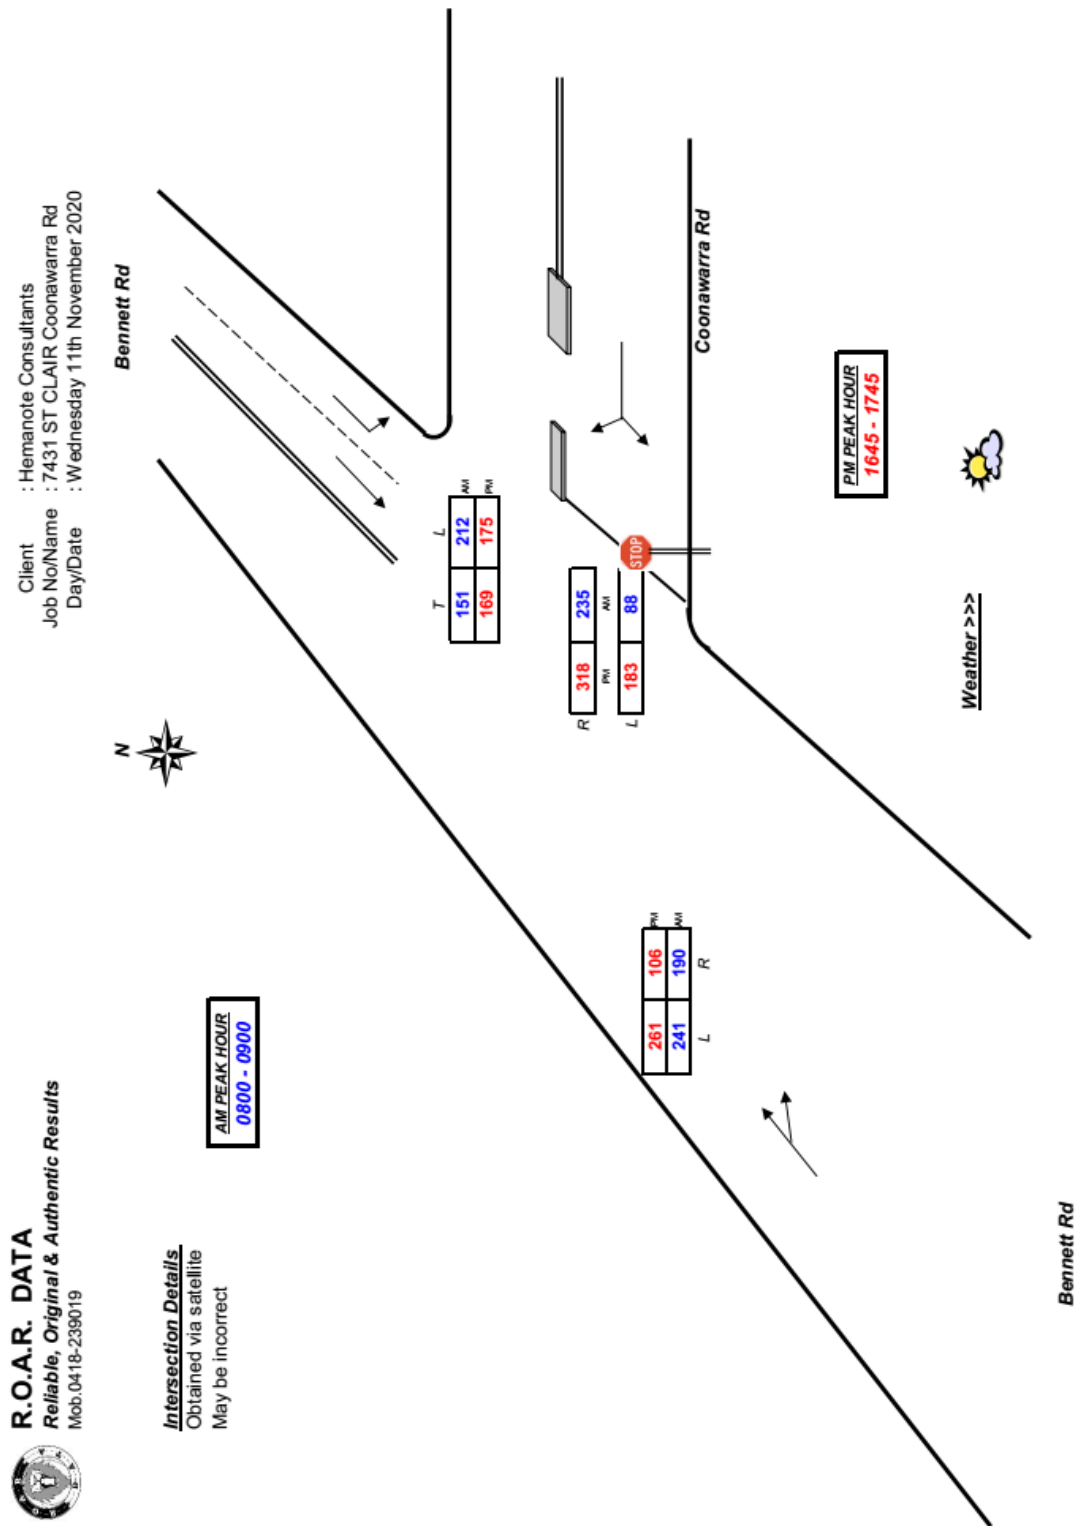 R.O.A.R. DATA
Reliable, Original & Authentic Results
Mob.0418-239019
Client : Hemanote Consultants
Job No/Name : 7431 ST CLAIR Coonawarra Rd
Day/Date : Wednesday 11th November 2020
Intersection Details
Obtained via satellite
May be incorrect
AM PEAK HOUR
0800 - 0900
N
Bennett Rd
T L
151 212 AM
169 175 PM
R 318 235
PM AM
L 183 88
STOP
261 106 PM
241 190 AM
L R
Coonawarra Rd
PM PEAK HOUR
1645 - 1745
Weather >>>
Bennett Rd